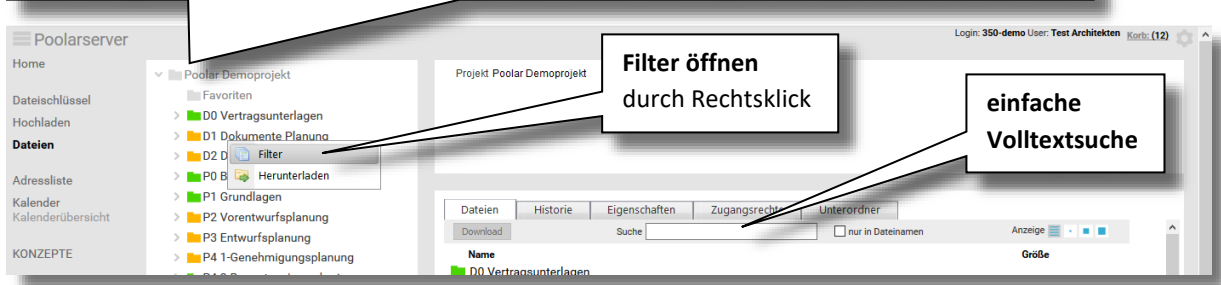 Poolarserver
Login: 350-demo User: Test Architekten Korb: (12)
Home
Dateischlüssel
Hochladen
Dateien
Adressliste
Kalender
Kalenderübersicht
KONZEPTE
Poolar Demoprojekt
Favoriten
D0 Vertragsunterlagen
D1 Dokumente Planung
D2 D
P0 B
Filter
Herunterladen
P1 Grundlagen
P2 Vorentwurfsplanung
P3 Entwurfsplanung
P4 1-Genehmigungsplanung
Projekt Poolar Demoprojekt
Filter öffnen
durch Rechtsklick
einfache
Volltextsuche
Dateien Historie Eigenschaften Zugangsrechte Unterordner
Download Suche nur in Dateinamen Anzeige
Name Größe
D0 Vertragsunterlagen